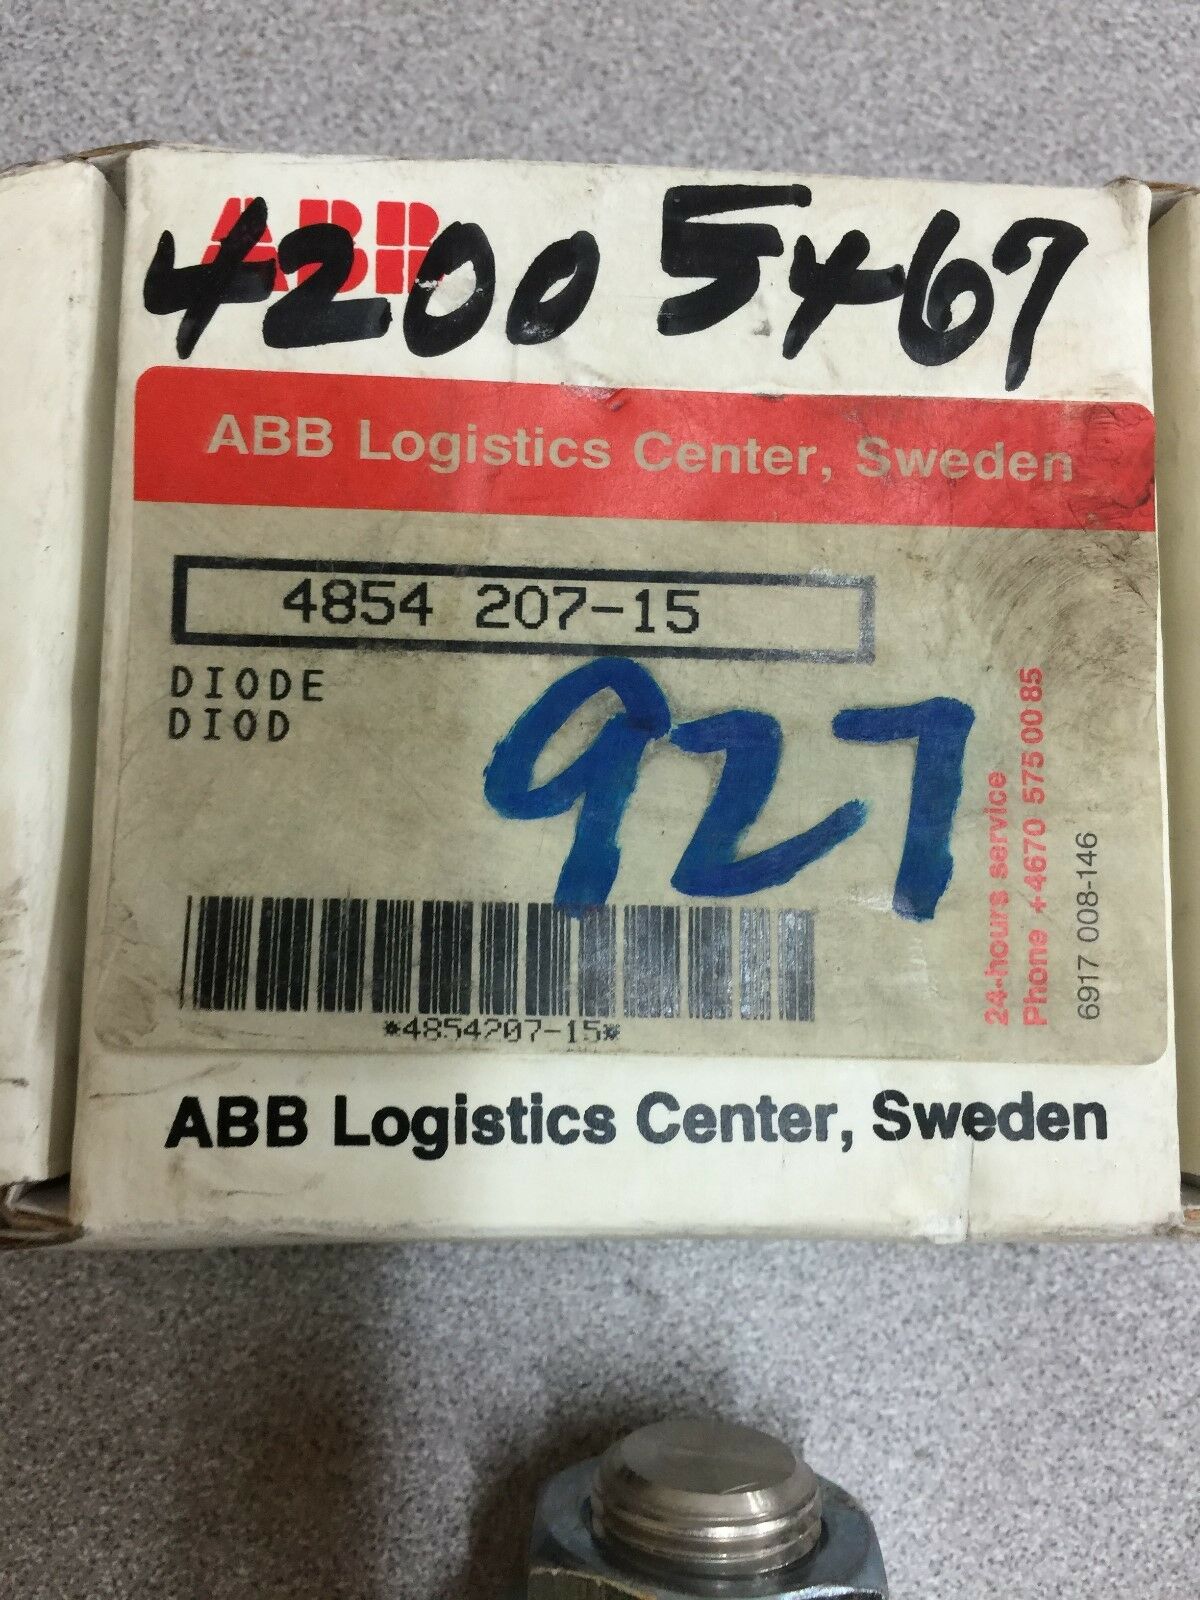 ABB
4200 5467
ABB Logistics Center, Sweden
4854 207-15
DIODE
DIOD
927
*4854207-15*
24-hours service
Phone +4670 575 00 85
6917 008-146
ABB Logistics Center, Sweden